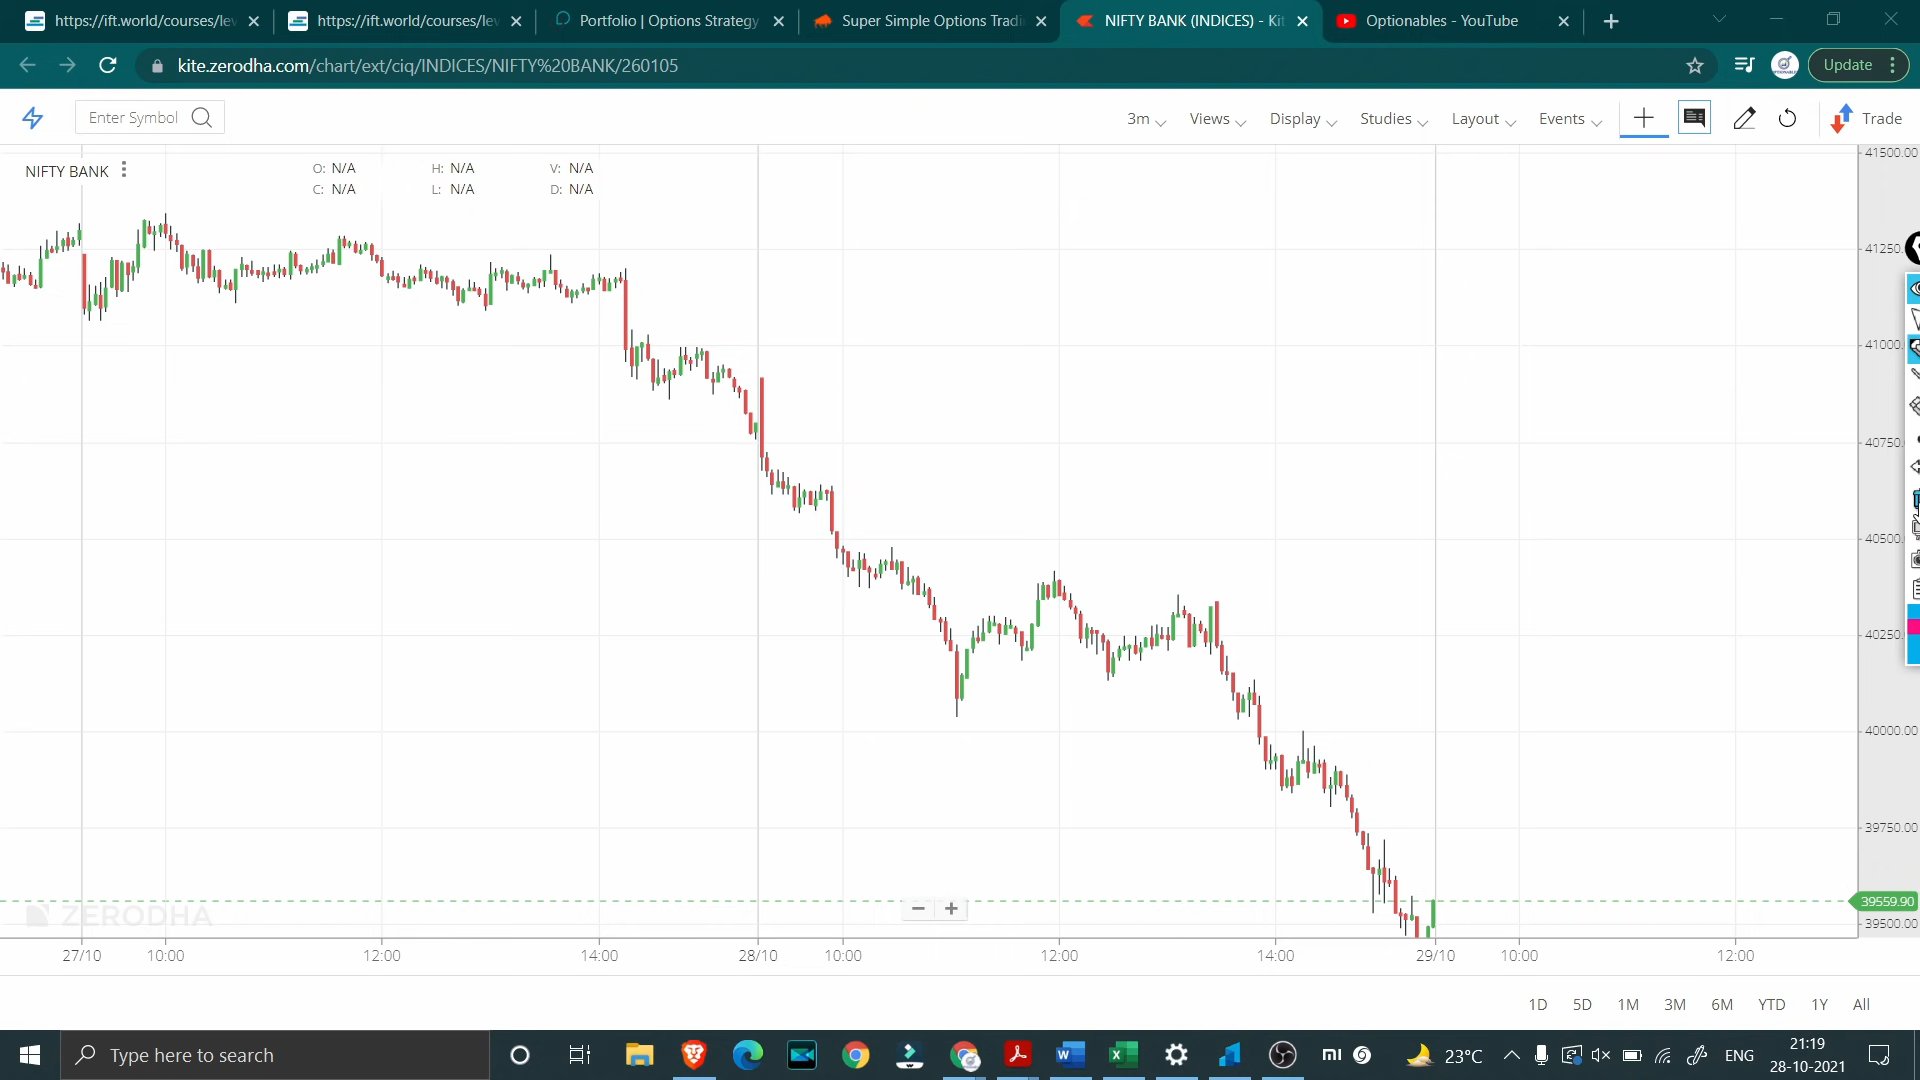 https://ift.world/courses/lev
https://ift.world/courses/lev
Portfolio | Options Strategy
Super Simple Options Tradi
NIFTY BANK (INDICES) - Kit
Optionables - YouTube
kite.zerodha.com/chart/ext/ciq/INDICES/NIFTY%20BANK/260105
Update
Enter Symbol
3m
Views
Display
Studies
Layout
Events
Trade
NIFTY BANK
O: N/A
H: N/A
V: N/A
C: N/A
L: N/A
D: N/A
41500.00
41250.
41000.
40750.
40500.
40250.
40000.00
39750.00
39559.90
39500.00
ZERODHA
27/10
10:00
12:00
14:00
28/10
10:00
12:00
14:00
29/10
10:00
12:00
1D
5D
1M
3M
6M
YTD
1Y
All
Type here to search
mi
23°C
ENG
21:19
28-10-2021